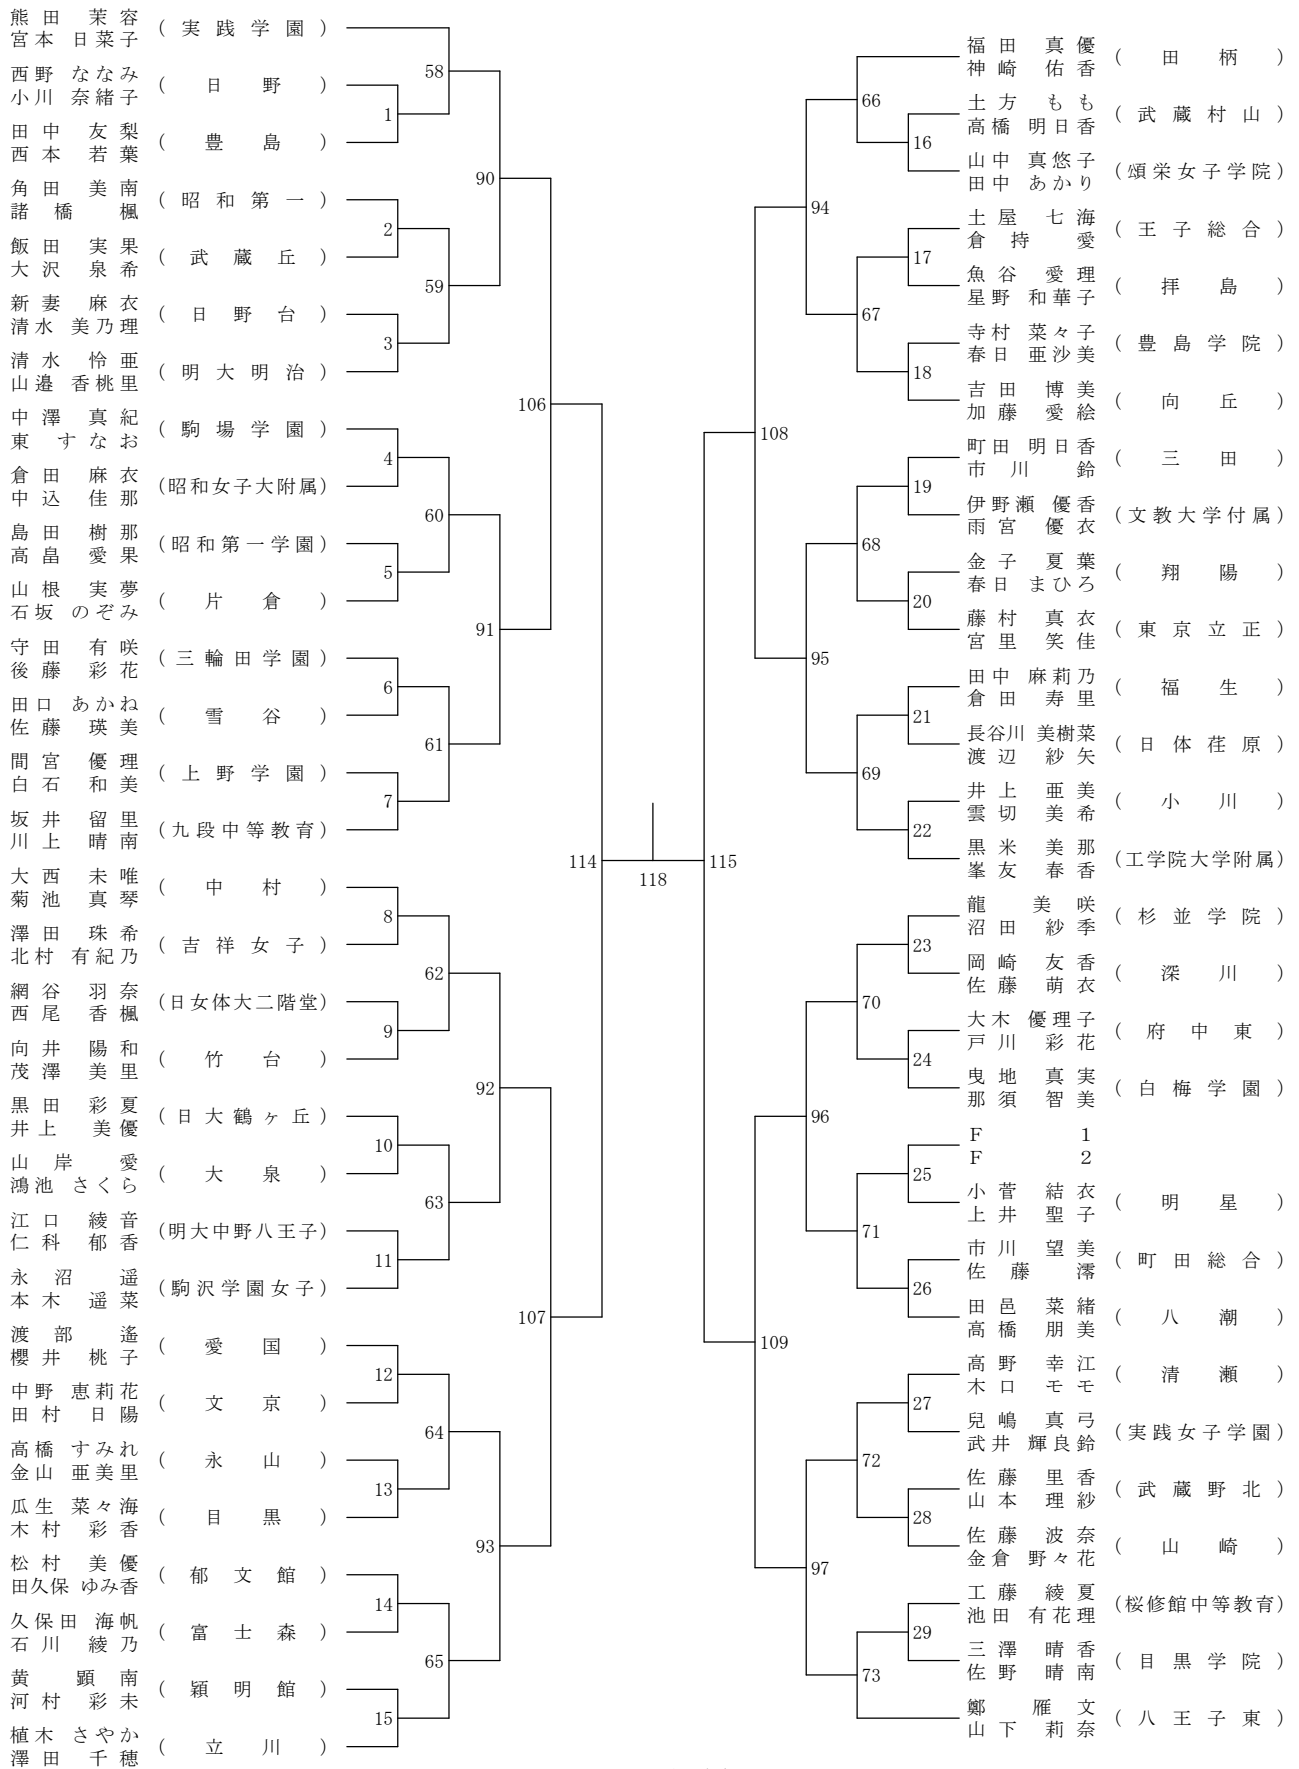 熊田 茉容
宮本 日菜子
(実践学園)
西野 ななみ
小川 奈緒子
(日野)
田中 友梨
西本 若葉
(豊島)
角田 美南
諸橋 楓
(昭和第一)
飯田 実果
大沢 泉希
(武蔵丘)
新妻 麻衣
清水 美乃理
(日野台)
清水 怜亜
山邉 香桃里
(明大明治)
中澤 真紀
東 すなお
(駒場学園)
倉田 麻衣
中込 佳那
(昭和女子大附属)
島田 樹那
高畠 愛果
(昭和第一学園)
山根 実夢
石坂 のぞみ
(片倉)
守田 有咲
後藤 彩花
(三輪田学園)
田口 あかね
佐藤 瑛美
(雪谷)
間宮 優理
白石 和美
(上野学園)
坂井 留里
川上 晴南
(九段中等教育)
大西 未唯
菊池 真琴
(中村)
澤田 珠希
北村 有紀乃
(吉祥女子)
網谷 羽奈
西尾 香楓
(日女体大二階堂)
向井 陽和
茂澤 美里
(竹台)
黒田 彩夏
井上 美優
(日大鶴ヶ丘)
山岸 愛
鴻池 さくら
(大泉)
江口 綾音
仁科 郁香
(明大中野八王子)
永沼 遥
本木 遥菜
(駒沢学園女子)
渡部 遙
櫻井 桃子
(愛国)
中野 恵莉花
田村 日陽
(文京)
高橋 すみれ
金山 亜美里
(永山)
瓜生 菜々海
木村 彩香
(目黒)
松村 美優
田久保 ゆみ香
(郁文館)
久保田 海帆
石川 綾乃
(富士森)
黄 顕南
河村 彩未
(穎明館)
植木 さやか
澤田 千穂
(立川)
1
2
3
4
5
6
7
8
9
10
11
12
13
14
15
58
59
60
61
62
63
64
65
90
91
92
93
106
107
114
118
115
108
109
94
95
96
97
66
67
68
69
70
71
72
73
16
17
18
19
20
21
22
23
24
25
26
27
28
29
福田 真優
神崎 佑香
(田柄)
土方 もも
高橋 明日香
(武蔵村山)
山中 真悠子
田中 あかり
(頌栄女子学院)
土屋 七海
倉持 愛
(王子総合)
魚谷 愛理
星野 和華子
(拝島)
寺村 菜々子
春日 亜沙美
(豊島学院)
吉田 博美
加藤 愛絵
(向丘)
町田 明日香
市川 鈴
(三田)
伊野瀬 優香
雨宮 優衣
(文教大学付属)
金子 夏葉
春日 まひろ
(翔陽)
藤村 真衣
宮里 笑佳
(東京立正)
田中 麻莉乃
倉田 寿里
(福生)
長谷川 美樹菜
渡辺 紗矢
(日体荏原)
井上 亜美
雲切 美希
(小川)
黒米 美那
峯友 春香
(工学院大学附属)
龍 美咲
沼田 紗季
(杉並学院)
岡崎 友香
佐藤 萌衣
(深川)
大木 優理子
戸川 彩花
(府中東)
曳地 真実
那須 智美
(白梅学園)
F 1
F 2
小菅 結衣
上井 聖子
(明星)
市川 望美
佐藤 澪
(町田総合)
田邑 菜緒
高橋 朋美
(八潮)
高野 幸江
木口 モモ
(清瀬)
兒嶋 真弓
武井 輝良鈴
(実践女子学園)
佐藤 里香
山本 理紗
(武蔵野北)
佐藤 波奈
金倉 野々花
(山崎)
工藤 綾夏
池田 有花理
(桜修館中等教育)
三澤 晴香
佐野 晴南
(目黒学院)
鄭 雁文
山下 莉奈
(八王子東)